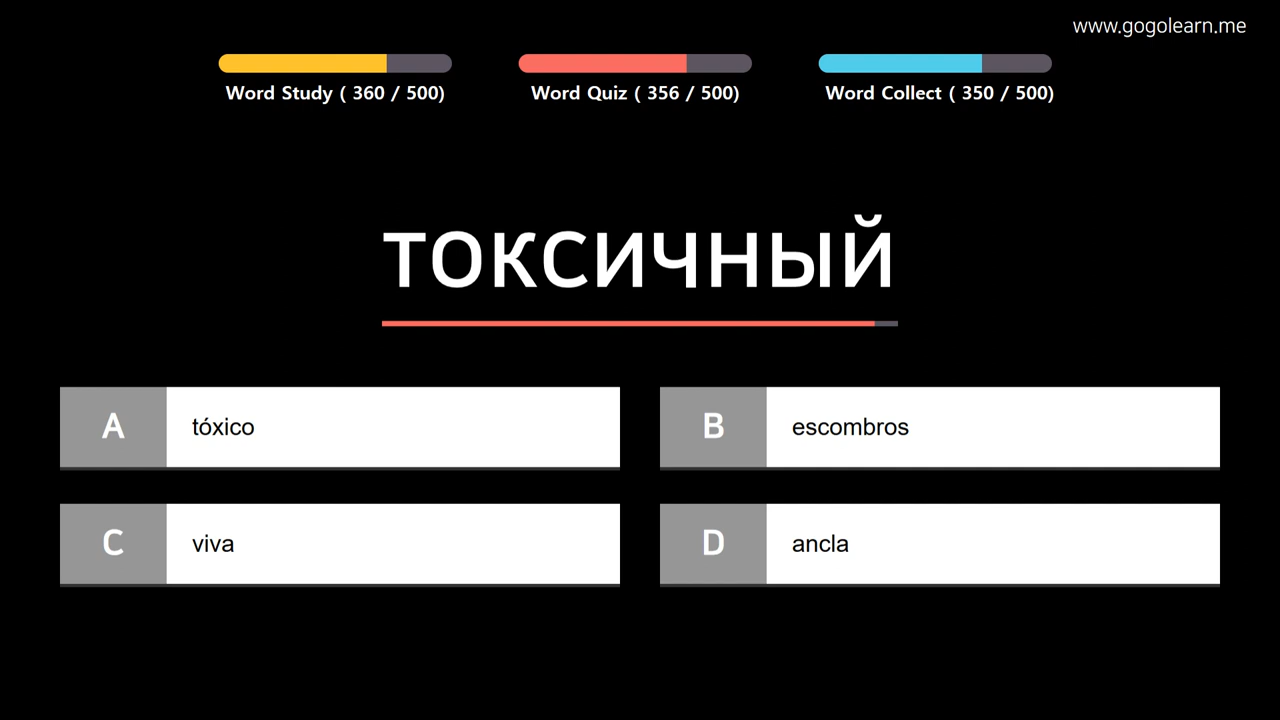 www.gogolearn.me
Word Study ( 360 / 500)
Word Quiz ( 356 / 500)
Word Collect ( 350 / 500)
токсичный
A tóxico
B escombros
C viva
D ancla